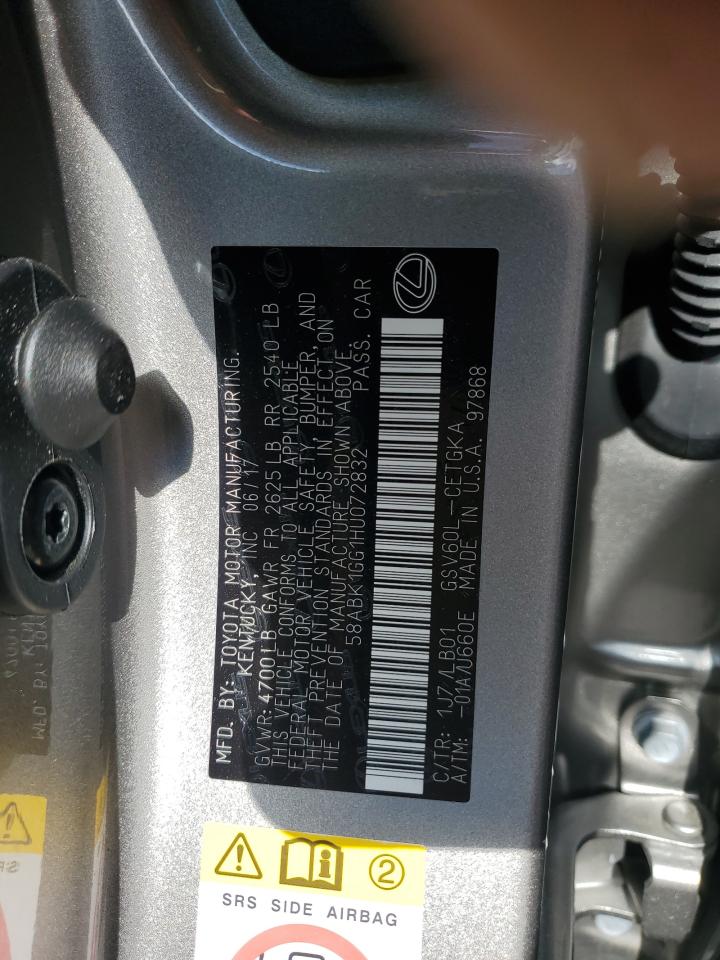 MFD. BY: TOYOTA MOTOR MANUFACTURING.
KENTUCKY, INC 06/17
GVWR: 4700LB GAWR FR 2625LB RR 2540 LB
THIS VEHICLE CONFORMS TO ALL APPLICABLE
FEDERAL MOTOR VEHICLE SAFETY, BUMPER, AND
THEFT PREVENTION STANDARDS IN EFFECT ON
THE DATE OF MANUFACTURE SHOWN ABOVE.
58ABK1GG1HU072832 PASS. CAR
C/TR: 1J7/LB01 GSV60L-CETGKA
A/TM: -01A/U660E MADE IN U.S.A. 97868
2
SRS SIDE AIRBAG